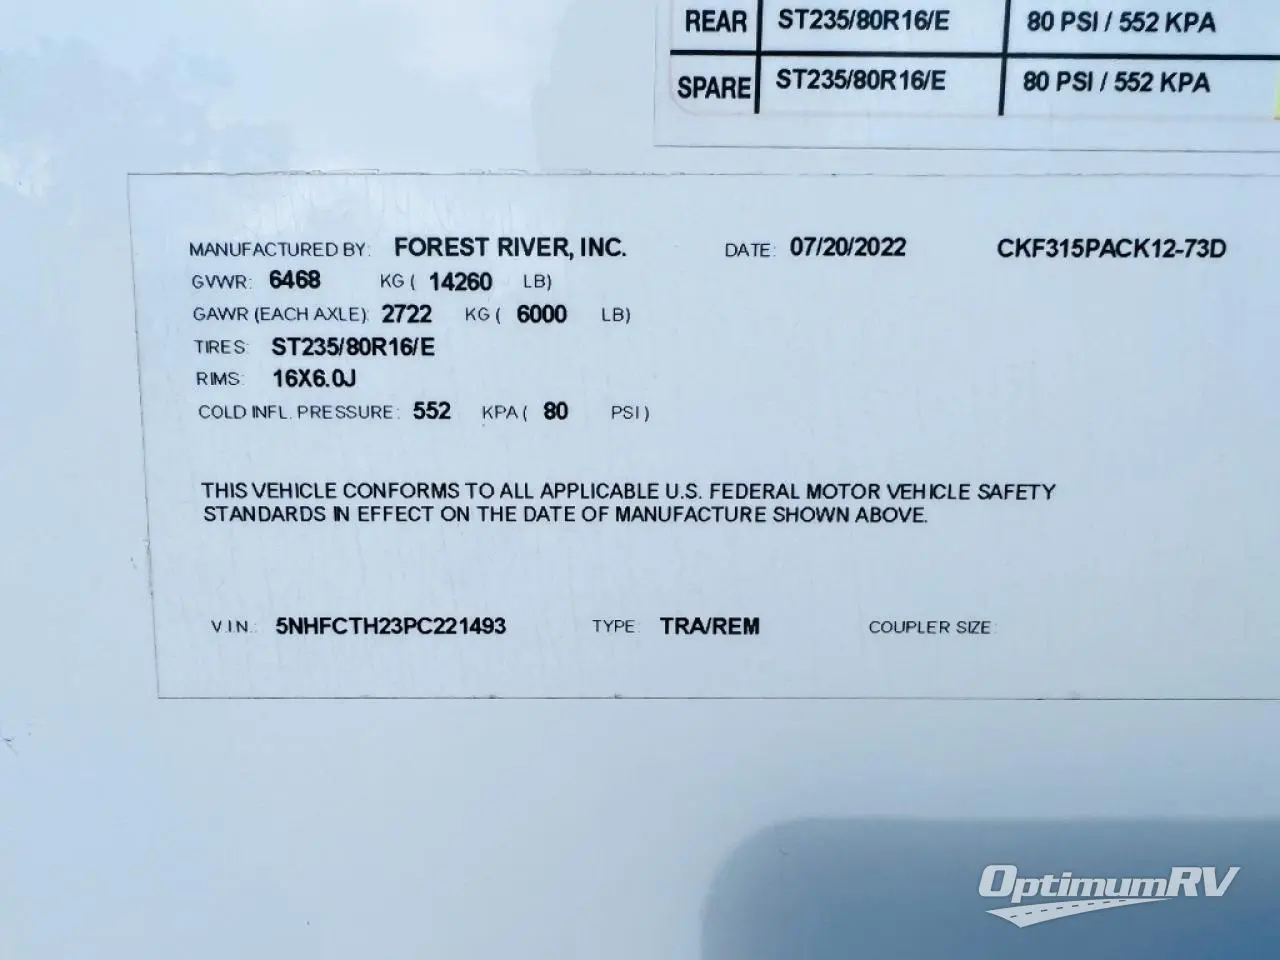 REAR ST235/80R16/E 80 PSI / 552 KPA
SPARE ST235/80R16/E 80 PSI / 552 KPA
MANUFACTURED BY: FOREST RIVER, INC. DATE: 07/20/2022 CKF315PACK12-73D
GVWR: 6468 KG ( 14260 LB)
GAWR (EACH AXLE): 2722 KG ( 6000 LB)
TIRES: ST235/80R16/E
RIMS: 16X6.0J
COLD INFL. PRESSURE: 552 KPA ( 80 PSI )
THIS VEHICLE CONFORMS TO ALL APPLICABLE U.S. FEDERAL MOTOR VEHICLE SAFETY
STANDARDS IN EFFECT ON THE DATE OF MANUFACTURE SHOWN ABOVE.
V.I.N.: 5NHFCTH23PC221493 TYPE: TRA/REM COUPLER SIZE:
OptimumRV